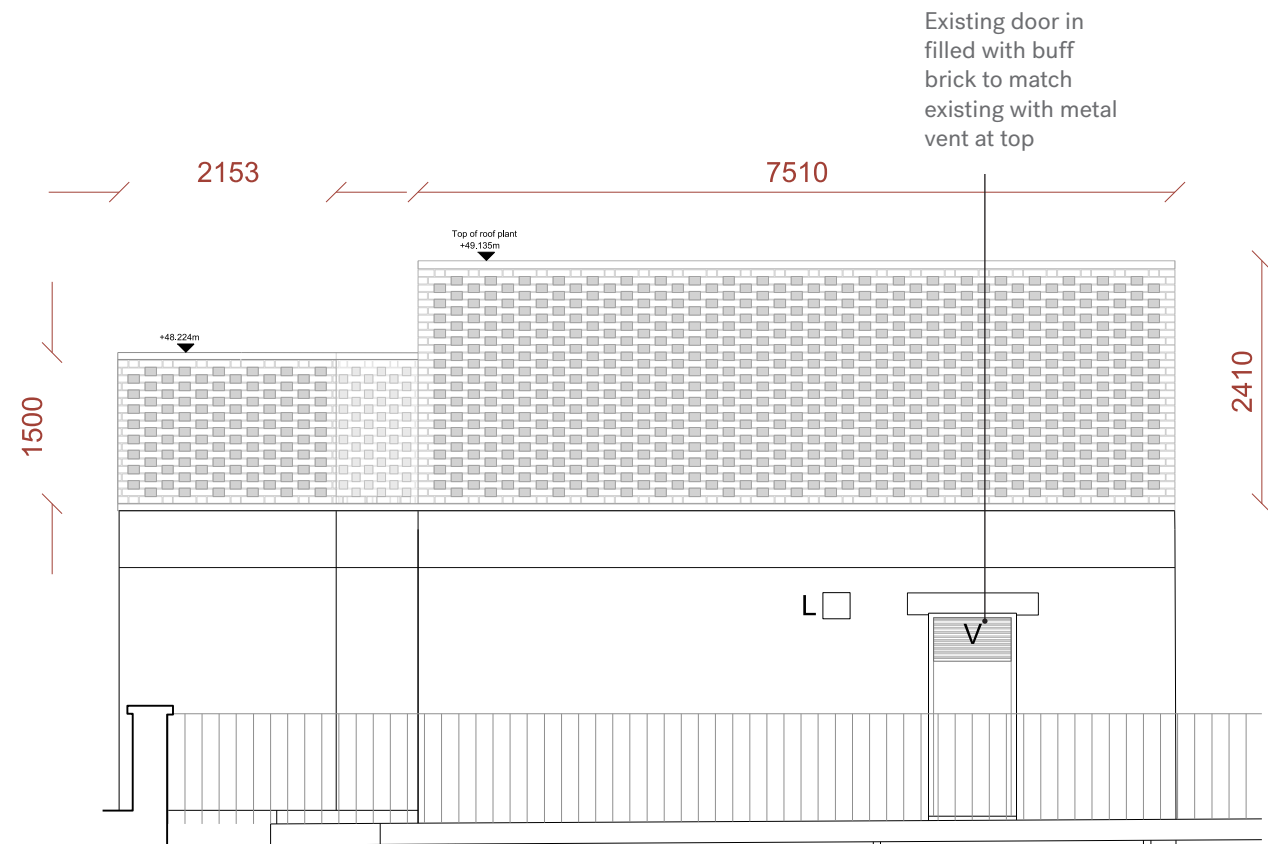 Existing door in
filled with buff
brick to match
existing with metal
vent at top
2153
7510
Top of roof plant
+49.135m
+48.224m
1500
2410
L
V